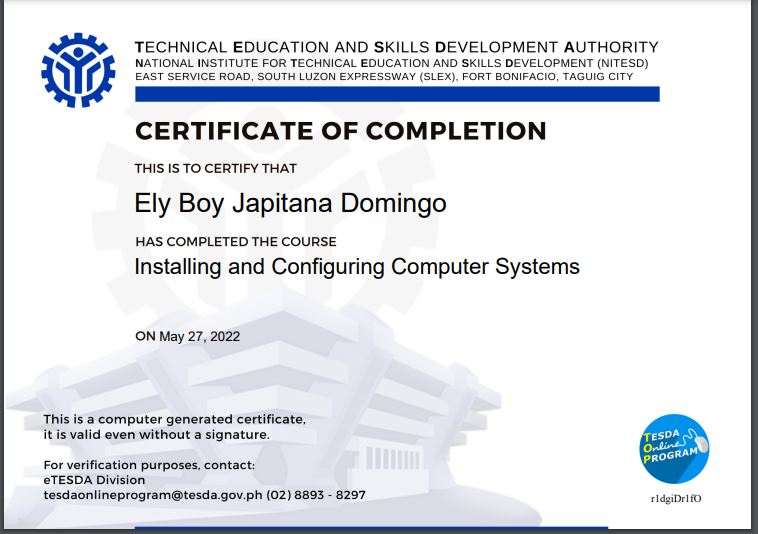 TECHNICAL EDUCATION AND SKILLS DEVELOPMENT AUTHORITY
NATIONAL INSTITUTE FOR TECHNICAL EDUCATION AND SKILLS DEVELOPMENT (NITESD)
EAST SERVICE ROAD, SOUTH LUZON EXPRESSWAY (SLEX), FORT BONIFACIO, TAGUIG CITY
CERTIFICATE OF COMPLETION
THIS IS TO CERTIFY THAT
Ely Boy Japitana Domingo
HAS COMPLETED THE COURSE
Installing and Configuring Computer Systems
ON May 27, 2022
This is a computer generated certificate,
it is valid even without a signature.
For verification purposes, contact:
eTESDA Division
tesdaonlineprogram@tesda.gov.ph (02) 8893 - 8297
TESDA
Online
PROGRAM
r1dgiDr1fO